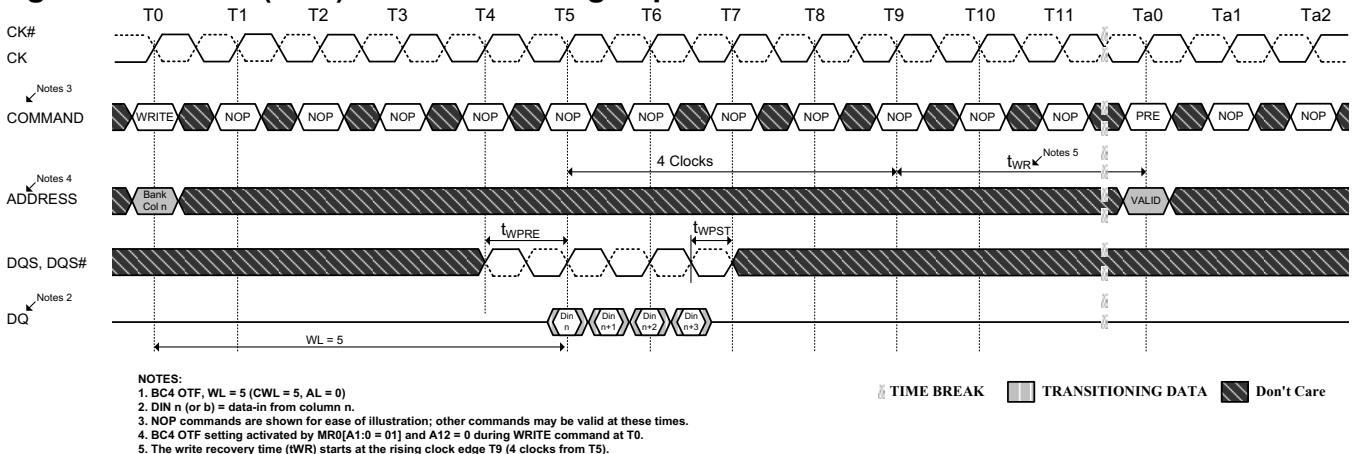 T0 T1 T2 T3 T4 T5 T6 T7 T8 T9 T10 T11 Ta0 Ta1 Ta2
CK#
CK
Notes 3
COMMAND
WRITE NOP NOP NOP NOP NOP NOP NOP NOP NOP NOP NOP PRE NOP NOP
4 Clocks
tWR Notes 5
Notes 4
ADDRESS
Bank
Col n
VALID
tWPRE
tWPST
DQS, DQS#
Notes 2
DQ
Din
n
Din
n+1
Din
n+2
Din
n+3
WL = 5
NOTES:
1. BC4 OTF, WL = 5 (CWL = 5, AL = 0)
2. DIN n (or b) = data-in from column n.
3. NOP commands are shown for ease of illustration; other commands may be valid at these times.
4. BC4 OTF setting activated by MR0[A1:0 = 01] and A12 = 0 during WRITE command at T0.
5. The write recovery time (tWR) starts at the rising clock edge T9 (4 clocks from T5).
TIME BREAK
TRANSITIONING DATA
Don't Care